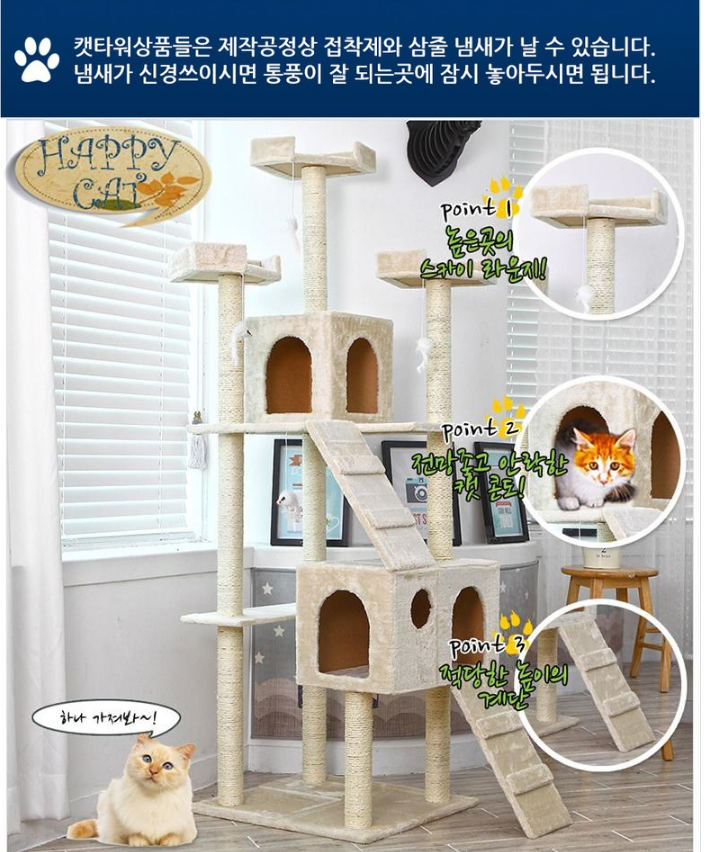 캣타워상품들은 제작공정상 접착제와 삼줄 냄새가 날 수 있습니다.
냄새가 신경쓰이시면 통풍이 잘 되는곳에 잠시 놓아두시면 됩니다.
HAPPY
CAT
point 1
높은곳의
스카이 라운지!
point 2
전망좋고 안락한
캣 콘도!
point 3
적당한 높이의
계단
하나 가져봐~!